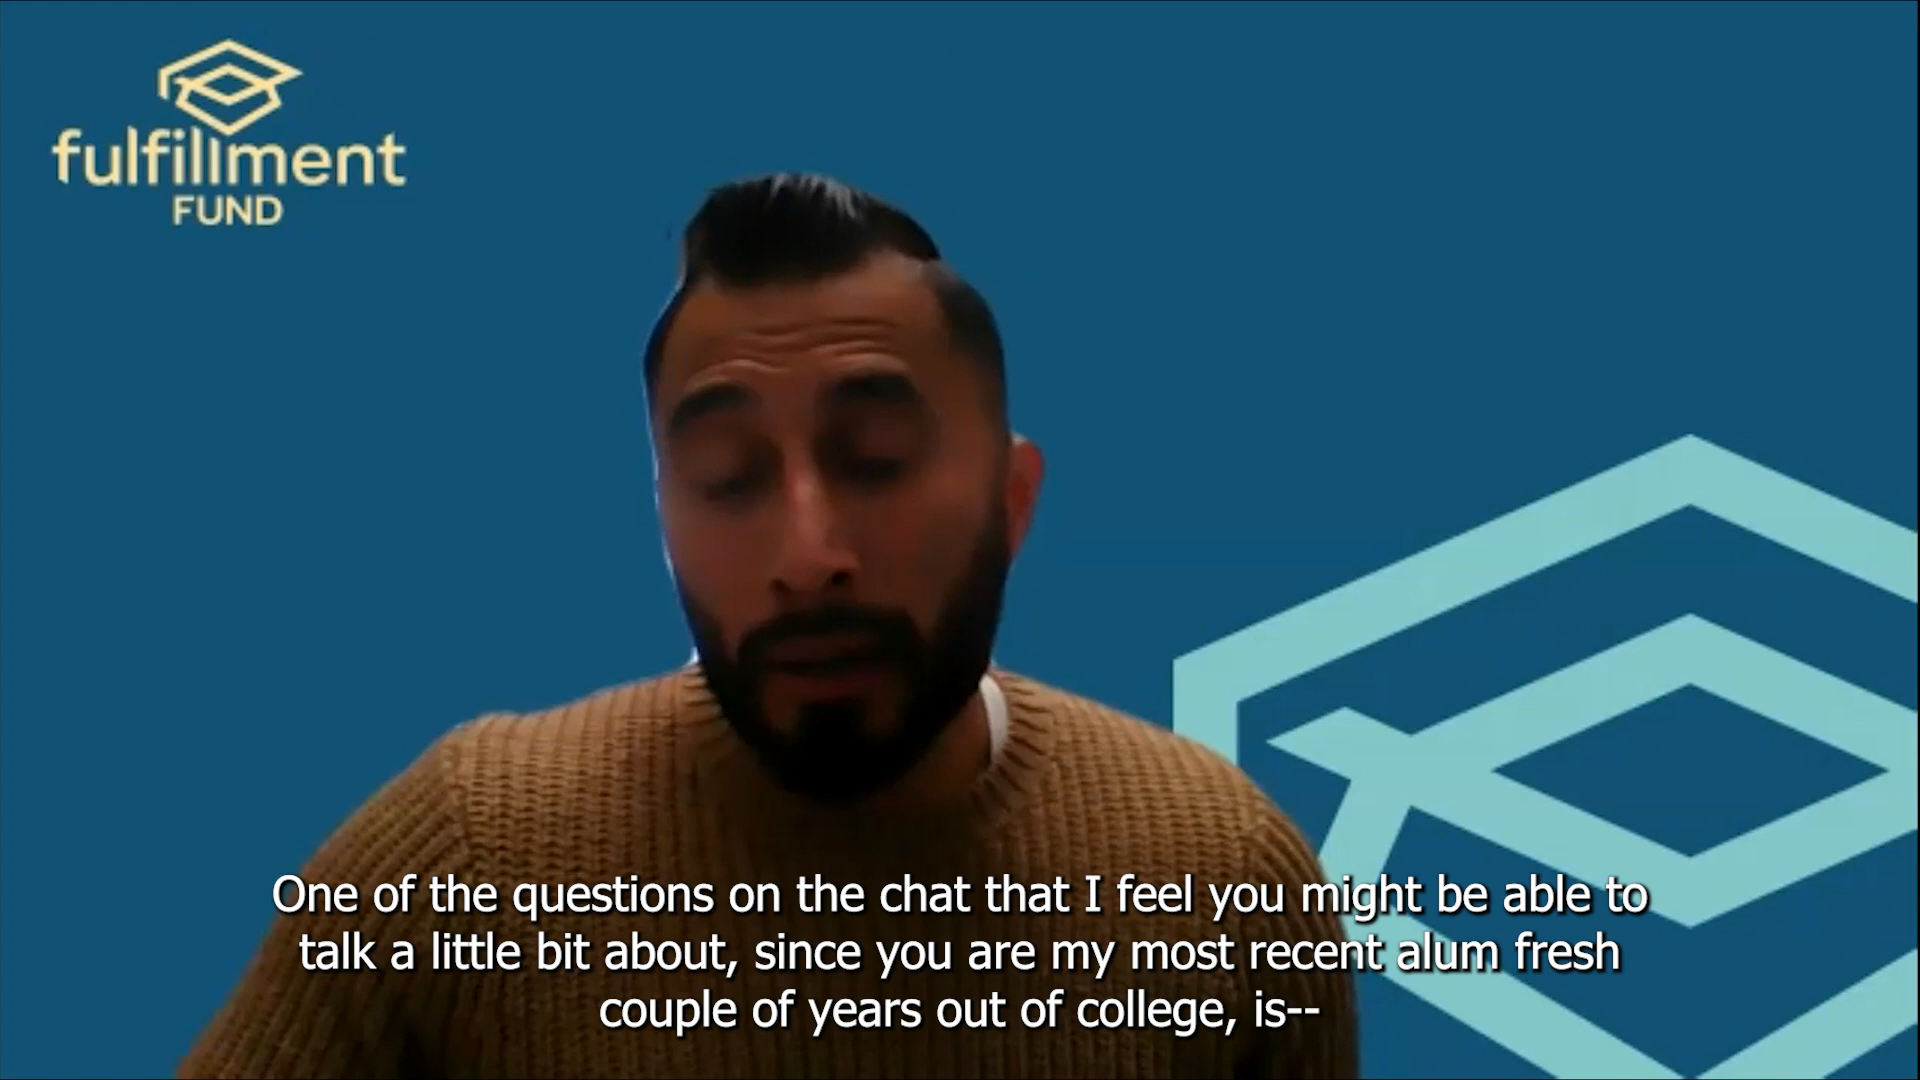 fulfillment
FUND
One of the questions on the chat that I feel you might be able to
talk a little bit about, since you are my most recent alum fresh
couple of years out of college, is--